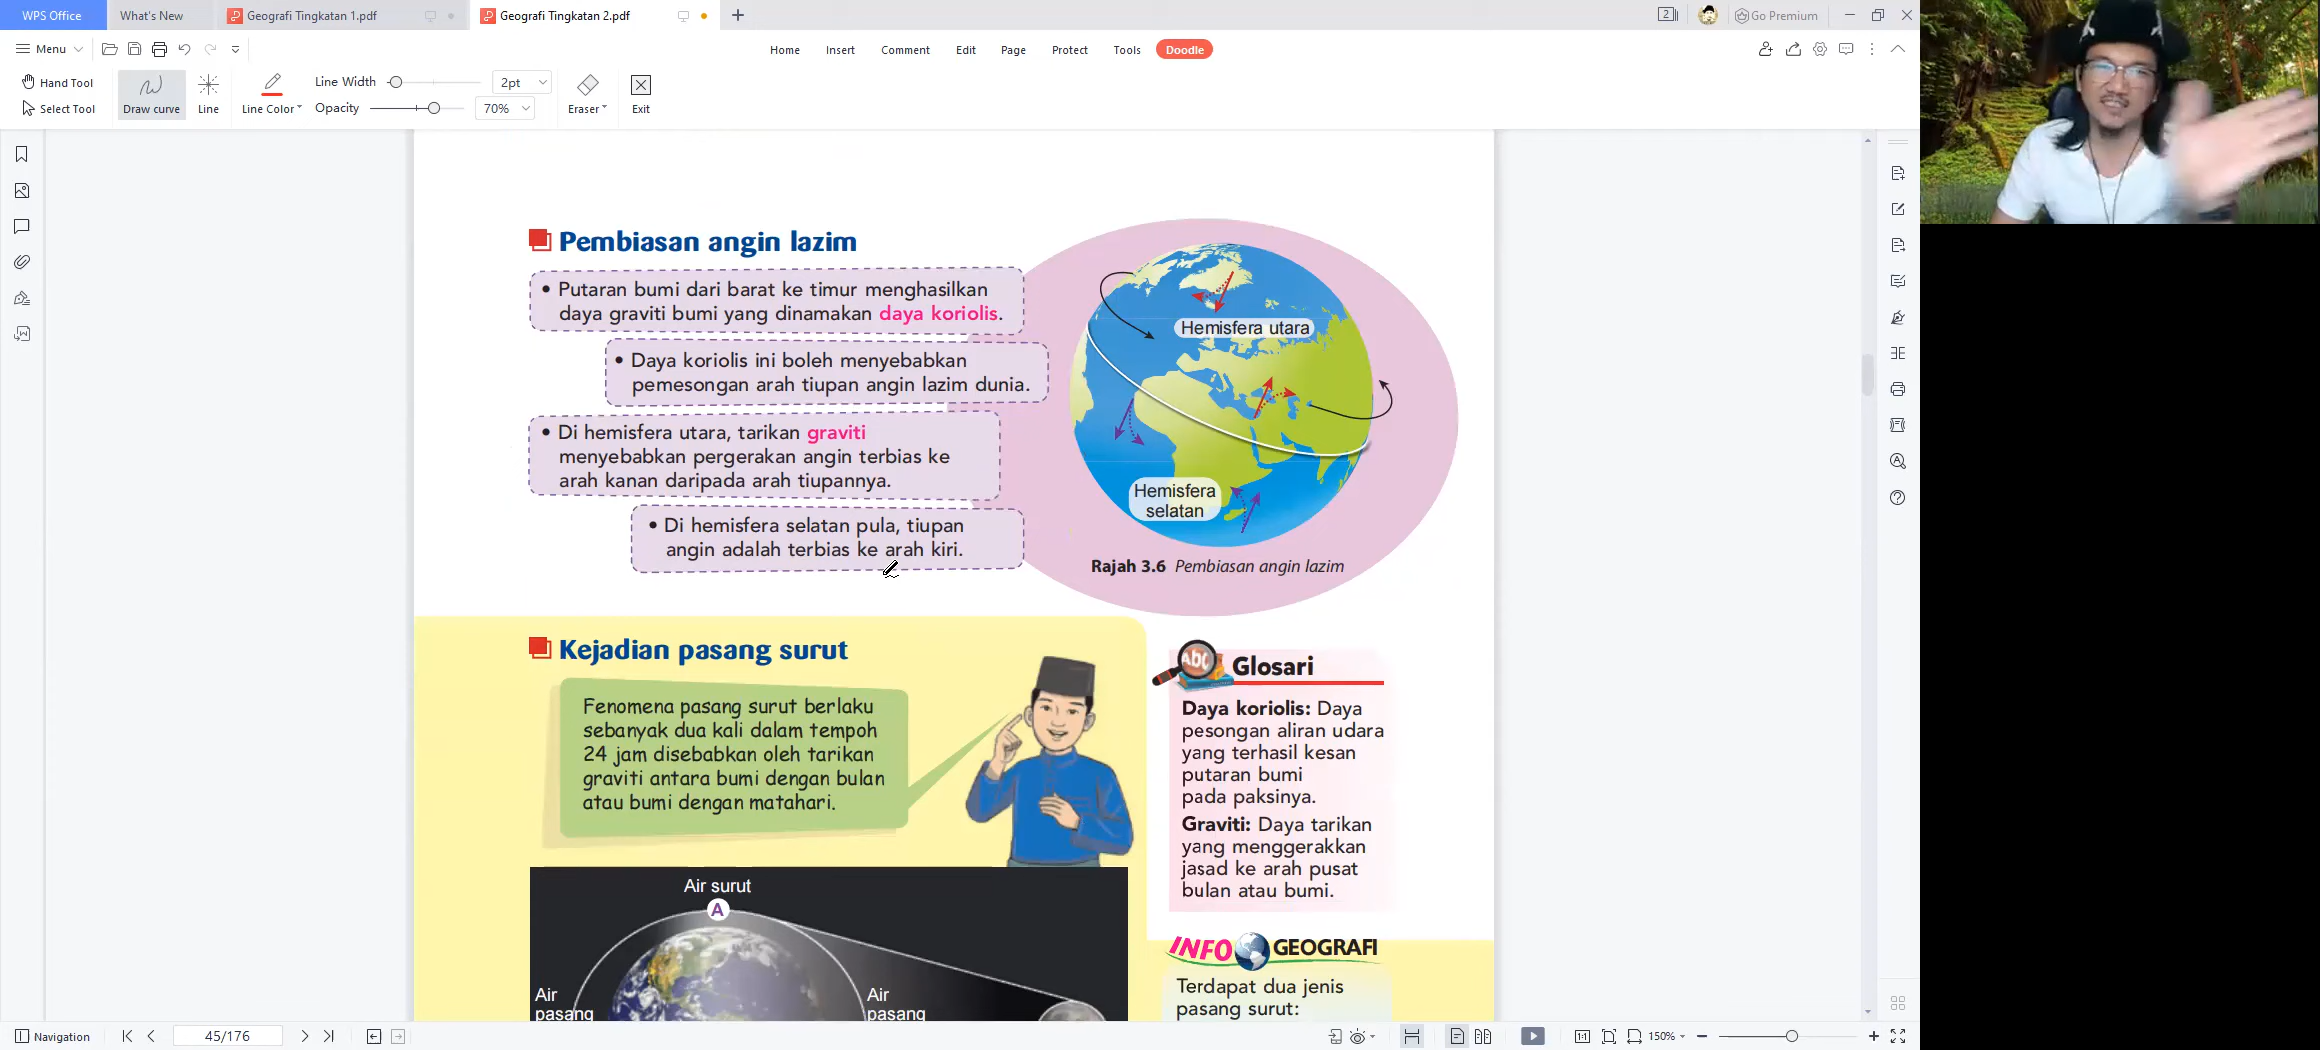 WPS Office
What's New
Geografi Tingkatan 1.pdf
Geografi Tingkatan 2.pdf
2
Go Premium
Menu
Home
Insert
Comment
Edit
Page
Protect
Tools
Doodle
Hand Tool
Select Tool
Draw curve
Line
Line Color
Line Width
2pt
Opacity
70%
Eraser
Exit
Pembiasan angin lazim
• Putaran bumi dari barat ke timur menghasilkan
daya graviti bumi yang dinamakan daya koriolis.
• Daya koriolis ini boleh menyebabkan
pemesongan arah tiupan angin lazim dunia.
• Di hemisfera utara, tarikan graviti
menyebabkan pergerakan angin terbias ke
arah kanan daripada arah tiupannya.
• Di hemisfera selatan pula, tiupan
angin adalah terbias ke arah kiri.
Hemisfera utara
Hemisfera
selatan
Rajah 3.6 Pembiasan angin lazim
Kejadian pasang surut
Fenomena pasang surut berlaku
sebanyak dua kali dalam tempoh
24 jam disebabkan oleh tarikan
graviti antara bumi dengan bulan
atau bumi dengan matahari.
Air surut
A
Air
pasang
Air
pasang
Abc
Glosari
Daya koriolis: Daya
pesongan aliran udara
yang terhasil kesan
putaran bumi
pada paksinya.
Graviti: Daya tarikan
yang menggerakkan
jasad ke arah pusat
bulan atau bumi.
INFO GEOGRAFI
Terdapat dua jenis
pasang surut:
Navigation
45/176
1:1
150%